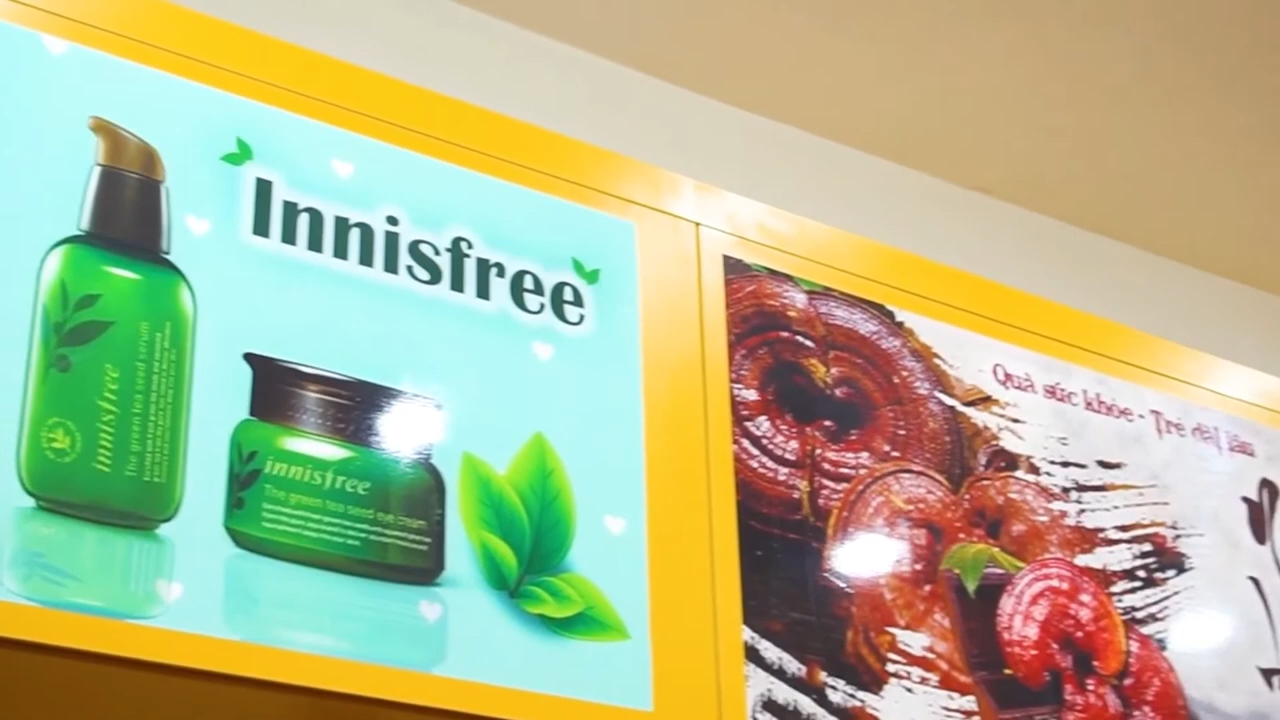 Innisfree
innisfree
The green tea seed serum
innisfree
The green tea seed eye cream
Quà sức khỏe - Trẻ dài lâu